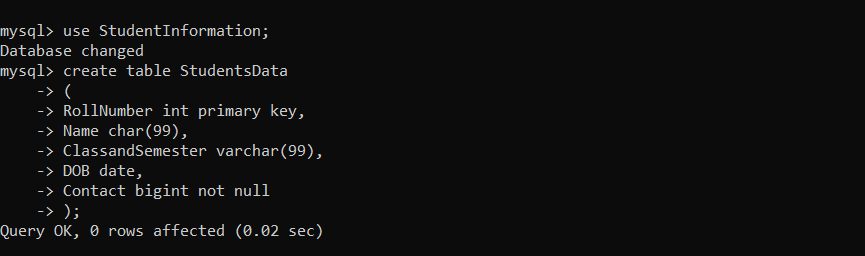 mysql> use StudentInformation;
Database changed
mysql> create table StudentsData
    -> (
    -> RollNumber int primary key,
    -> Name char(99),
    -> ClassandSemester varchar(99),
    -> DOB date,
    -> Contact bigint not null
    -> );
Query OK, 0 rows affected (0.02 sec)